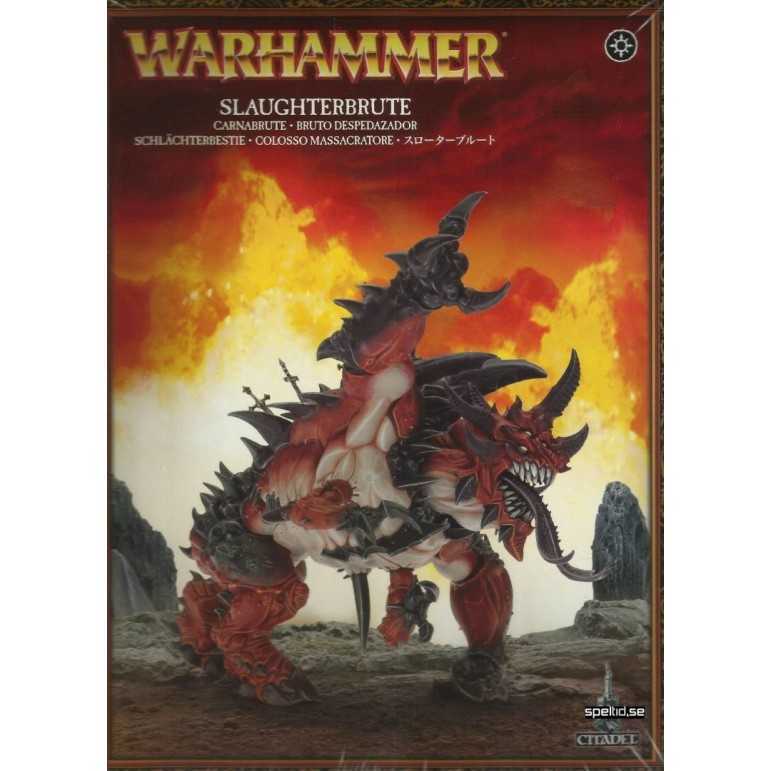 WARHAMMER®
SLAUGHTERBRUTE
CARNABRUTE • BRUTO DESPEDAZADOR
SCHLÄCHTERBESTIE • COLOSSO MASSACRATORE • スローターブルート
speltid.se
CITADEL